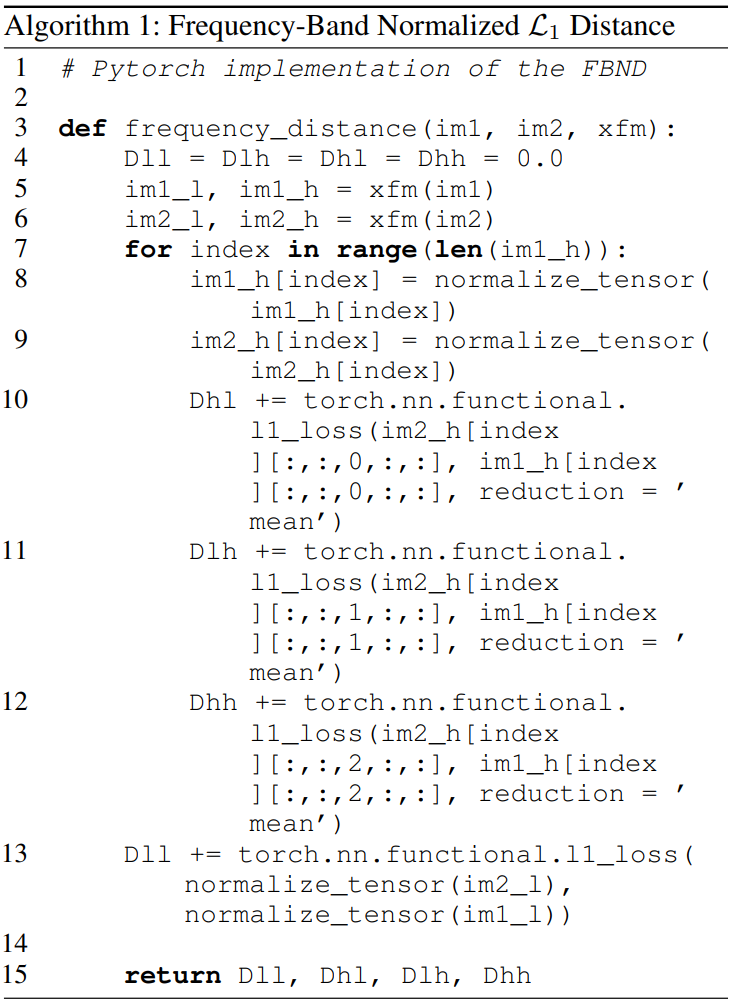 Algorithm 1: Frequency-Band Normalized L1 Distance
1 # Pytorch implementation of the FBND
2
3 def frequency_distance(im1, im2, xfm):
4 Dll = Dlh = Dhl = Dhh = 0.0
5 im1_l, im1_h = xfm(im1)
6 im2_l, im2_h = xfm(im2)
7 for index in range(len(im1_h)):
8 im1_h[index] = normalize_tensor(
im1_h[index])
9 im2_h[index] = normalize_tensor(
im2_h[index])
10 Dhl += torch.nn.functional.
l1_loss(im2_h[index
][:,:,0,:,:], im1_h[index
][:,:,0,:,:], reduction = ’
mean’)
11 Dlh += torch.nn.functional.
l1_loss(im2_h[index
][:,:,1,:,:], im1_h[index
][:,:,1,:,:], reduction = ’
mean’)
12 Dhh += torch.nn.functional.
l1_loss(im2_h[index
][:,:,2,:,:], im1_h[index
][:,:,2,:,:], reduction = ’
mean’)
13 Dll += torch.nn.functional.l1_loss(
normalize_tensor(im2_l),
normalize_tensor(im1_l))
14
15 return Dll, Dhl, Dlh, Dhh